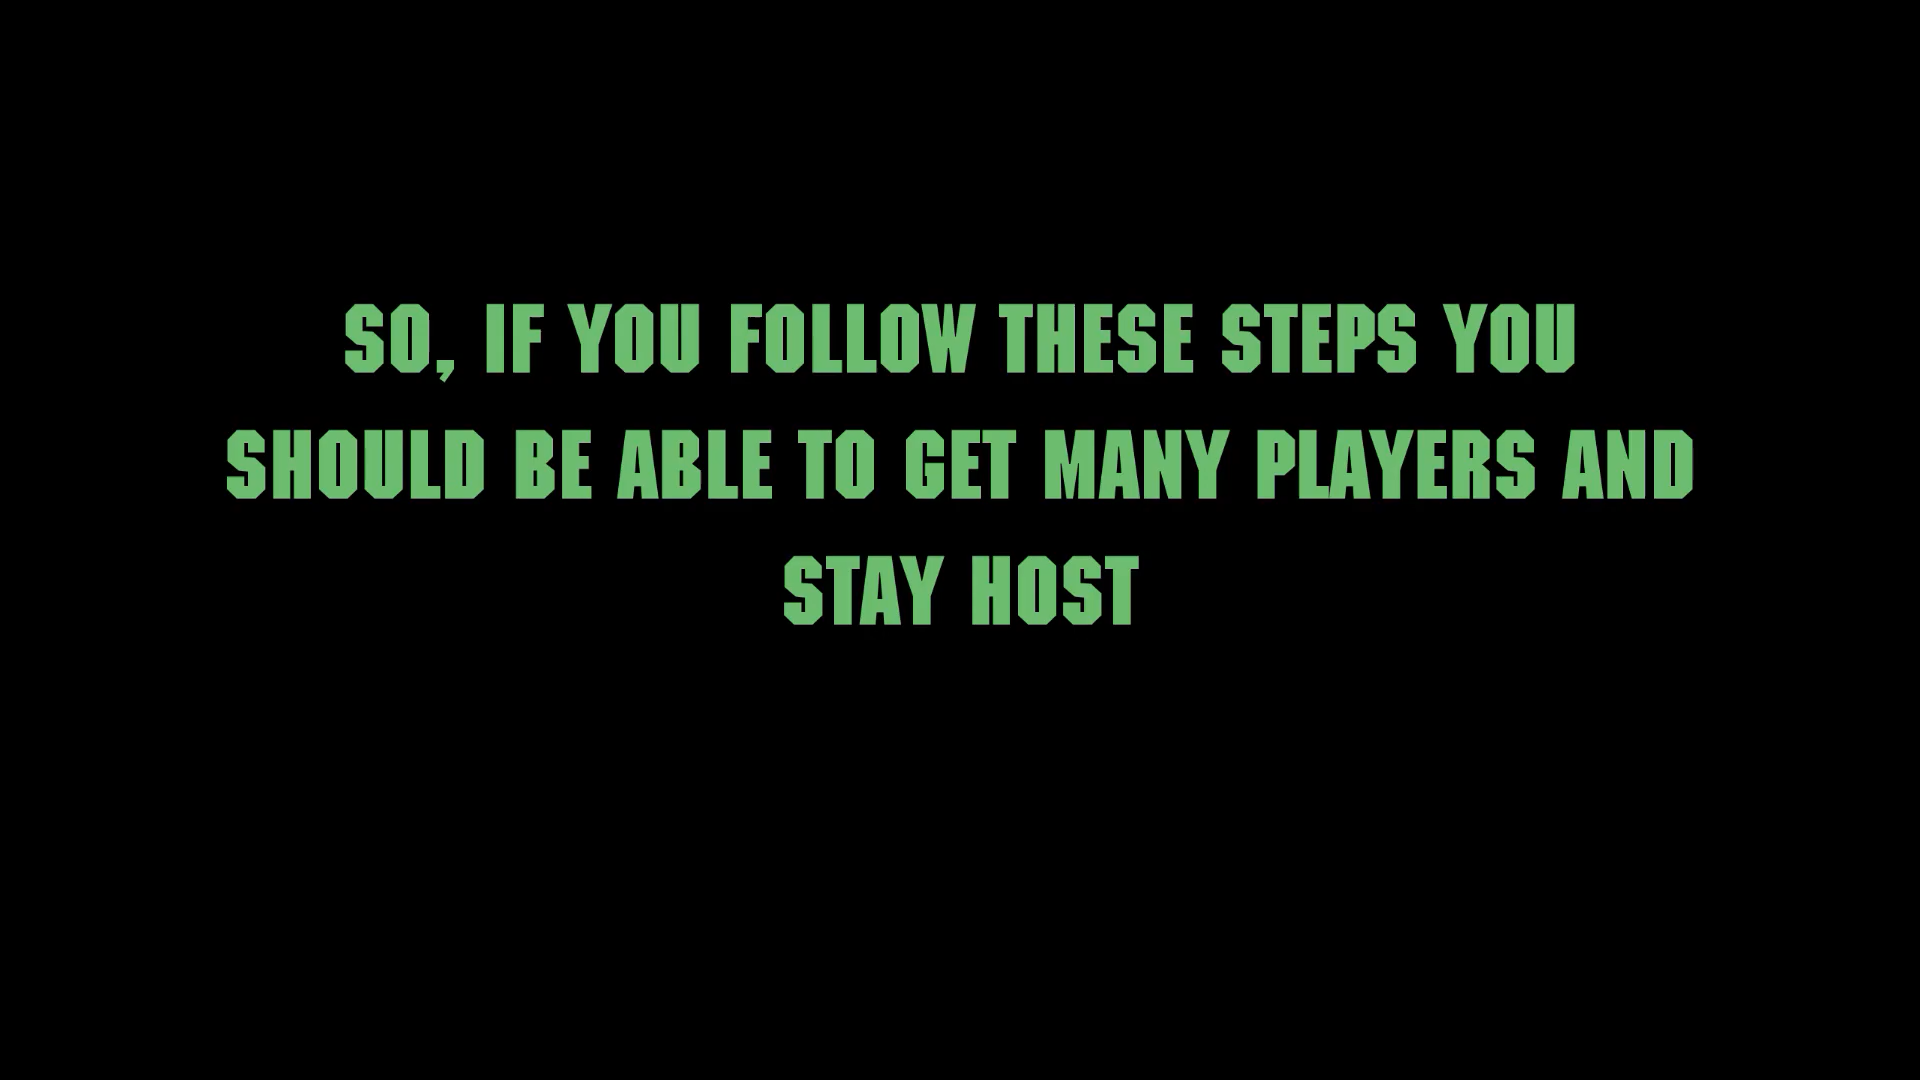 SO, IF YOU FOLLOW THESE STEPS YOU
SHOULD BE ABLE TO GET MANY PLAYERS AND
STAY HOST